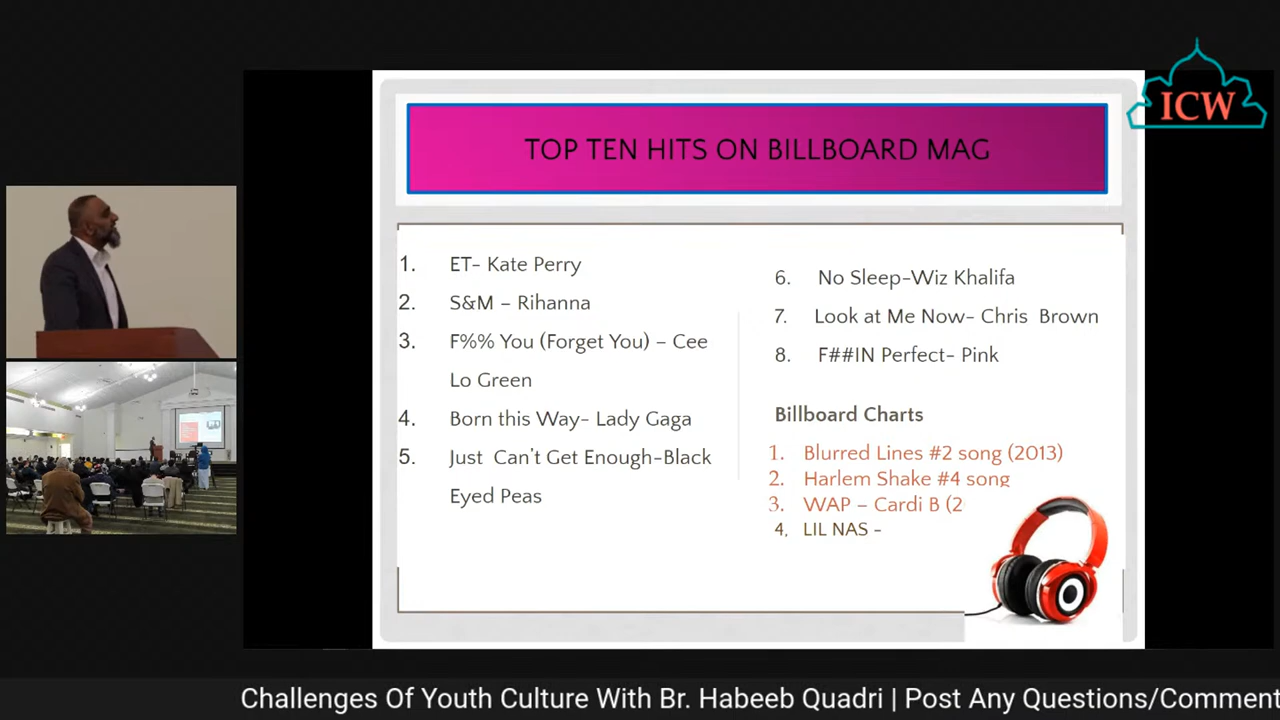 ICW
TOP TEN HITS ON BILLBOARD MAG
1. ET- Kate Perry
2. S&M – Rihanna
3. F%% You (Forget You) – Cee
Lo Green
4. Born this Way- Lady Gaga
5. Just Can't Get Enough-Black
Eyed Peas
6. No Sleep-Wiz Khalifa
7. Look at Me Now- Chris Brown
8. F##IN Perfect- Pink
Billboard Charts
1. Blurred Lines #2 song (2013)
2. Harlem Shake #4 song
3. WAP – Cardi B (2
4, LIL NAS -
Challenges Of Youth Culture With Br. Habeeb Quadri | Post Any Questions/Comment